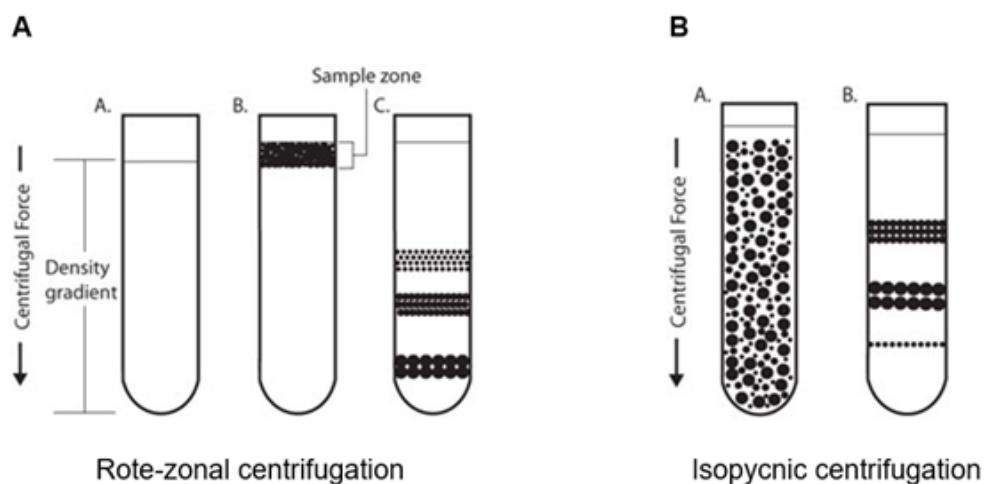 A
B
Sample zone
A.
B.
C.
Centrifugal Force
Density
gradient
A.
B.
Centrifugal Force
Rote-zonal centrifugation
Isopycnic centrifugation